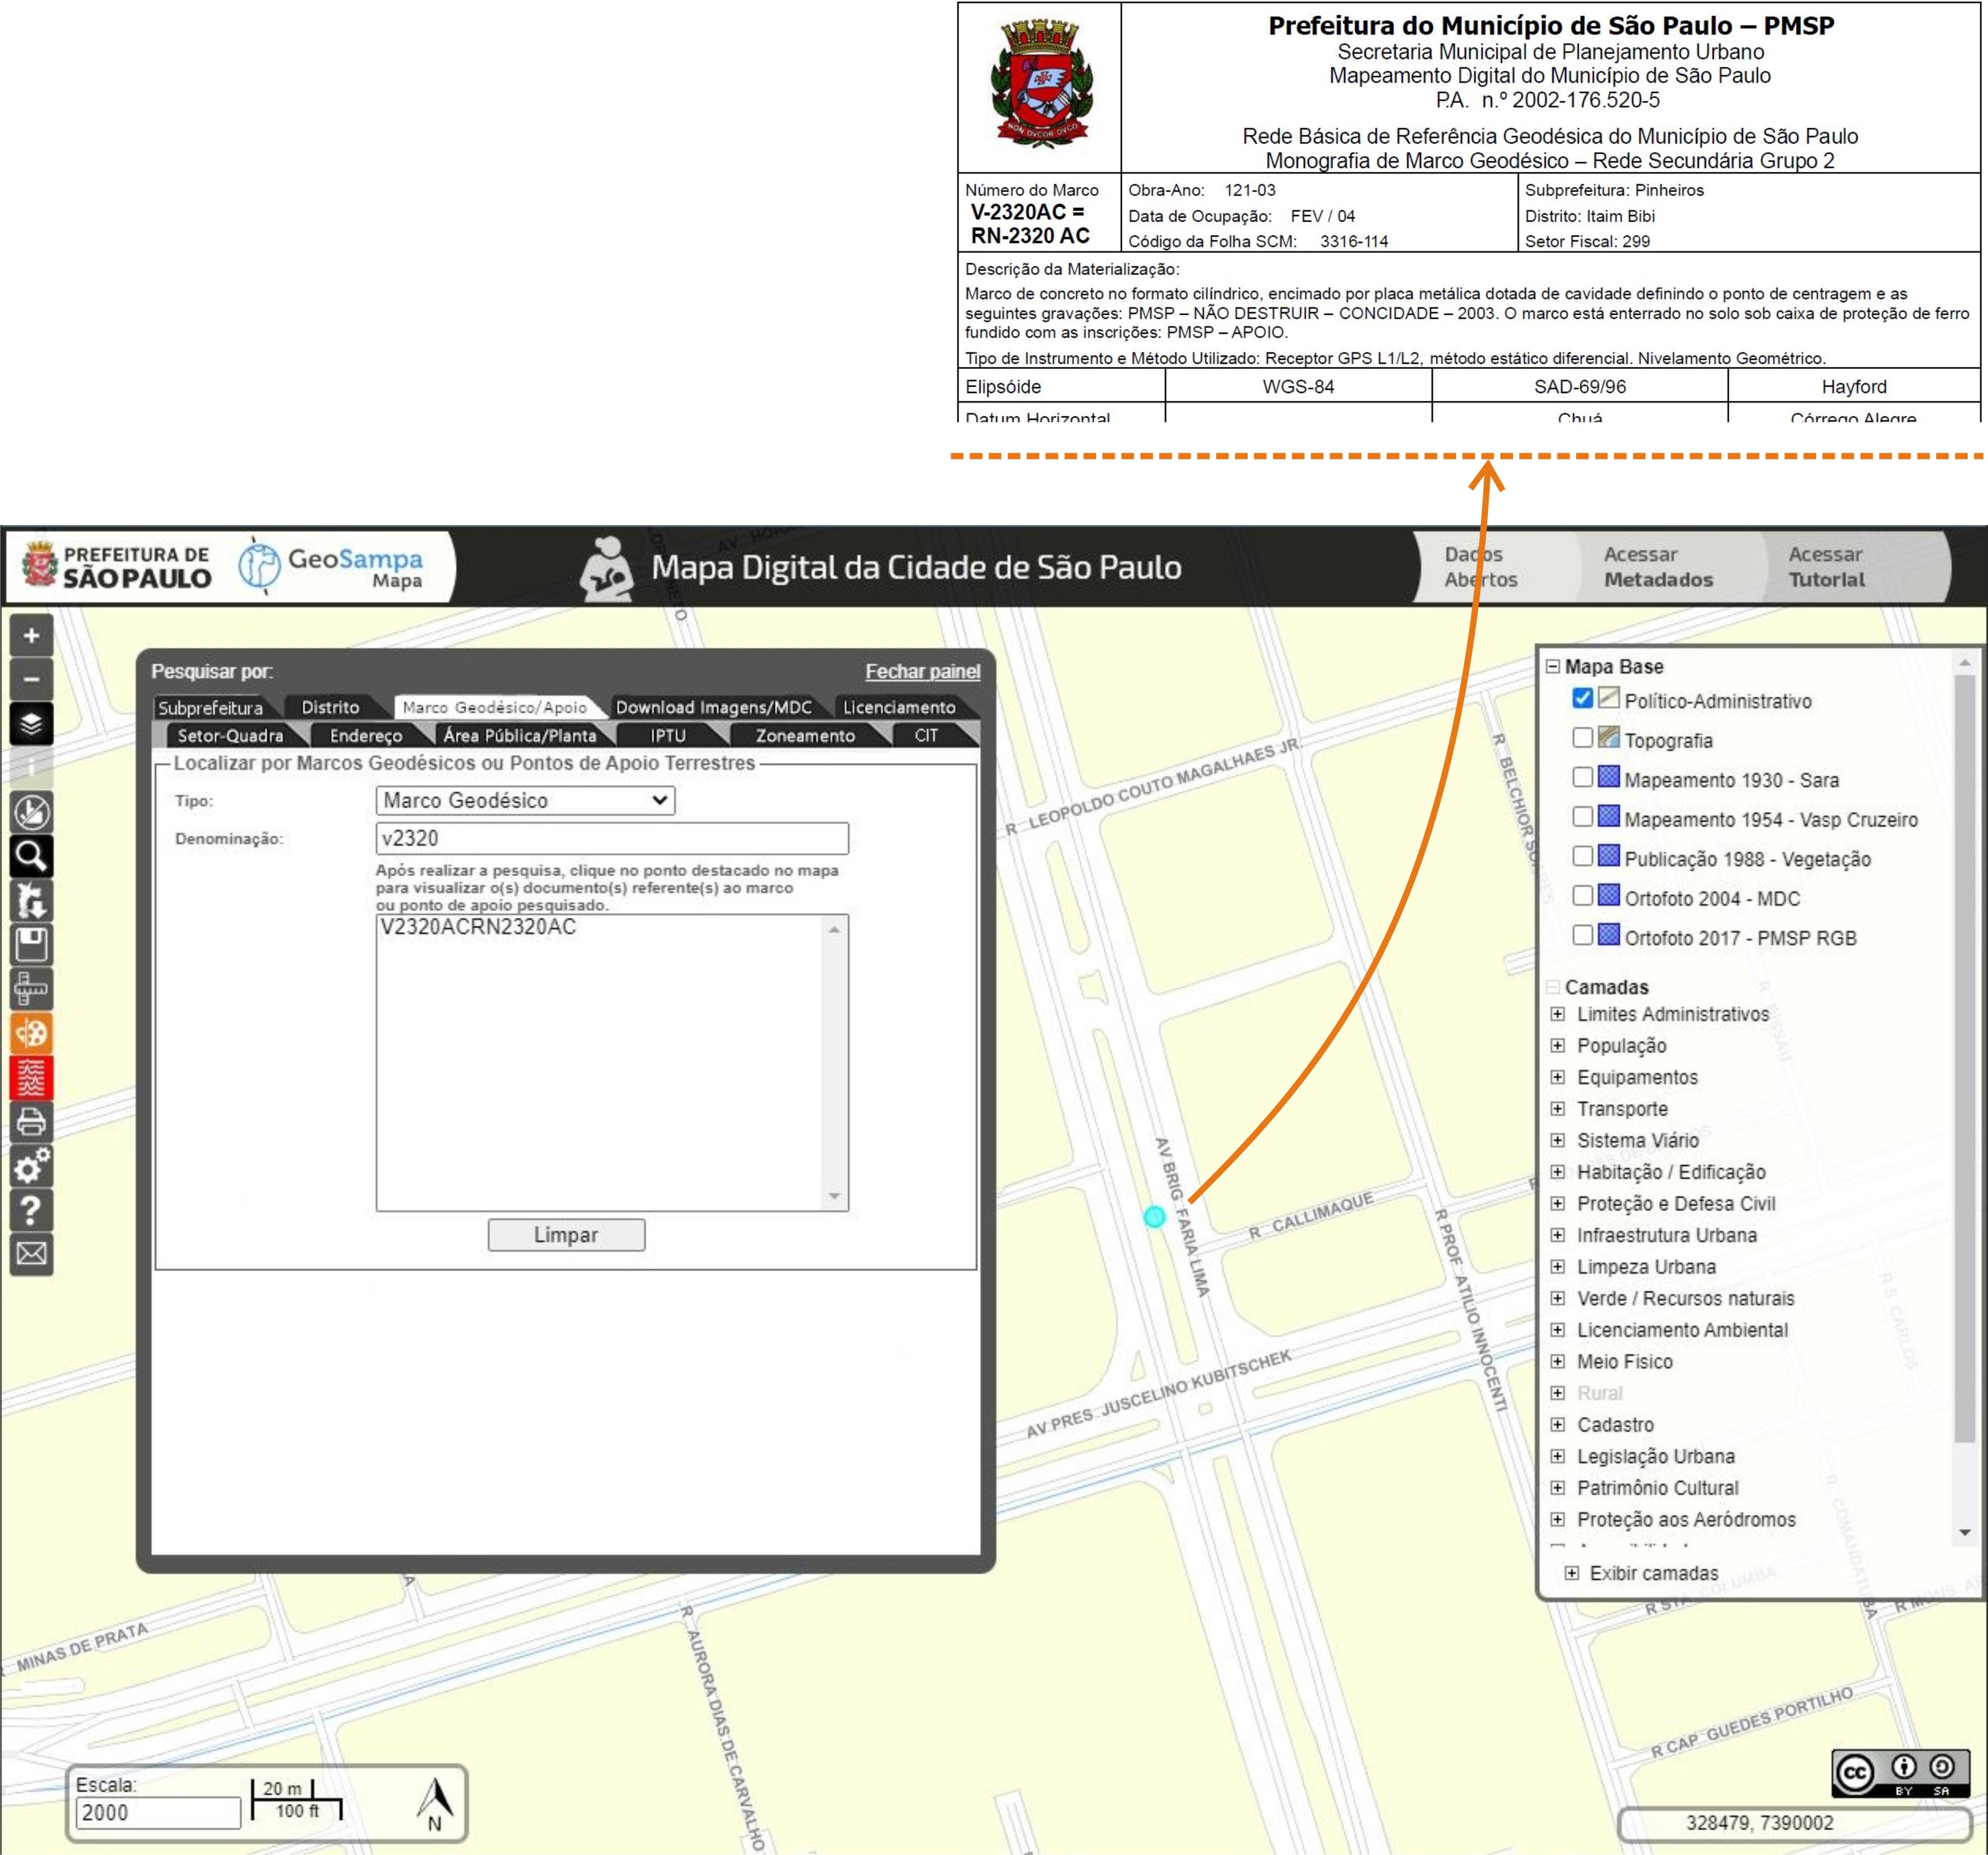 Prefeitura do Município de São Paulo – PMSP
Secretaria Municipal de Planejamento Urbano
Mapeamento Digital do Município de São Paulo
P.A. n.º 2002-176.520-5
Rede Básica de Referência Geodésica do Município de São Paulo
Monografia de Marco Geodésico – Rede Secundária Grupo 2
NON DVCOR DVCO
Número do Marco
V-2320AC =
RN-2320 AC
Obra-Ano: 121-03
Data de Ocupação: FEV / 04
Código da Folha SCM: 3316-114
Subprefeitura: Pinheiros
Distrito: Itaim Bibi
Setor Fiscal: 299
Descrição da Materialização:
Marco de concreto no formato cilíndrico, encimado por placa metálica dotada de cavidade definindo o ponto de centragem e as
seguintes gravações: PMSP – NÃO DESTRUIR – CONCIDADE – 2003. O marco está enterrado no solo sob caixa de proteção de ferro
fundido com as inscrições: PMSP – APOIO.
Tipo de Instrumento e Método Utilizado: Receptor GPS L1/L2, método estático diferencial. Nivelamento Geométrico.
Elipsóide WGS-84 SAD-69/96 Hayford
Datum Horizontal Chuá Córrego Alegre
PREFEITURA DE
SÃO PAULO
GeoSampa
Mapa
Mapa Digital da Cidade de São Paulo
Dados
Abertos
Acessar
Metadados
Acessar
Tutorial
Pesquisar por:
Fechar painel
Subprefeitura Distrito Marco Geodésico/Apoio Download Imagens/MDC Licenciamento
Setor-Quadra Endereço Área Pública/Planta IPTU Zoneamento CIT
Localizar por Marcos Geodésicos ou Pontos de Apoio Terrestres
Tipo: Marco Geodésico
Denominação: v2320
Após realizar a pesquisa, clique no ponto destacado no mapa
para visualizar o(s) documento(s) referente(s) ao marco
ou ponto de apoio pesquisado.
V2320ACRN2320AC
Limpar
R LEOPOLDO COUTO MAGALHAES JR.
R BELCHIOR
AV BRIG FARIA LIMA
R CALLIMAQUE
R PROF ATILIO INNOCENTI
AV PRES JUSCELINO KUBITSCHEK
R AURORA DIAS DE CARVALHO
MINAS DE PRATA
R CAP GUEDES PORTILHO
R S CARLOS
R COMANDATUBA
R STA COLUMBA
Mapa Base
Político-Administrativo
Topografia
Mapeamento 1930 - Sara
Mapeamento 1954 - Vasp Cruzeiro
Publicação 1988 - Vegetação
Ortofoto 2004 - MDC
Ortofoto 2017 - PMSP RGB
Camadas
Limites Administrativos
População
Equipamentos
Transporte
Sistema Viário
Habitação / Edificação
Proteção e Defesa Civil
Infraestrutura Urbana
Limpeza Urbana
Verde / Recursos naturais
Licenciamento Ambiental
Meio Fisico
Rural
Cadastro
Legislação Urbana
Patrimônio Cultural
Proteção aos Aeródromos
Exibir camadas
Escala:
2000
20 m
100 ft
N
cc BY SA
328479, 7390002